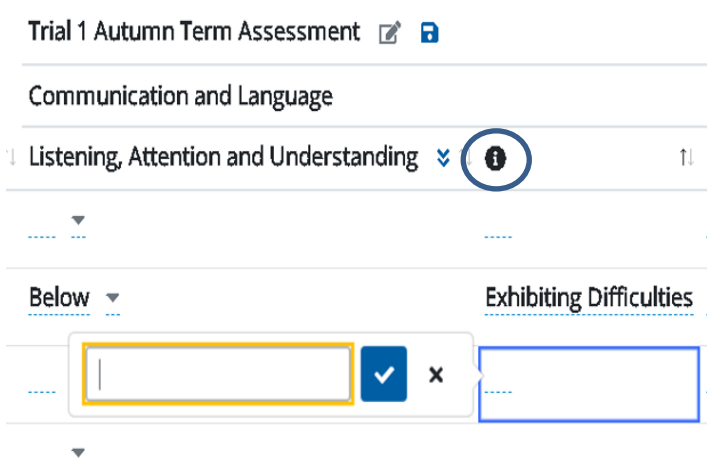 Trial 1 Autumn Term Assessment
Communication and Language
Listening, Attention and Understanding
Below Exhibiting Difficulties